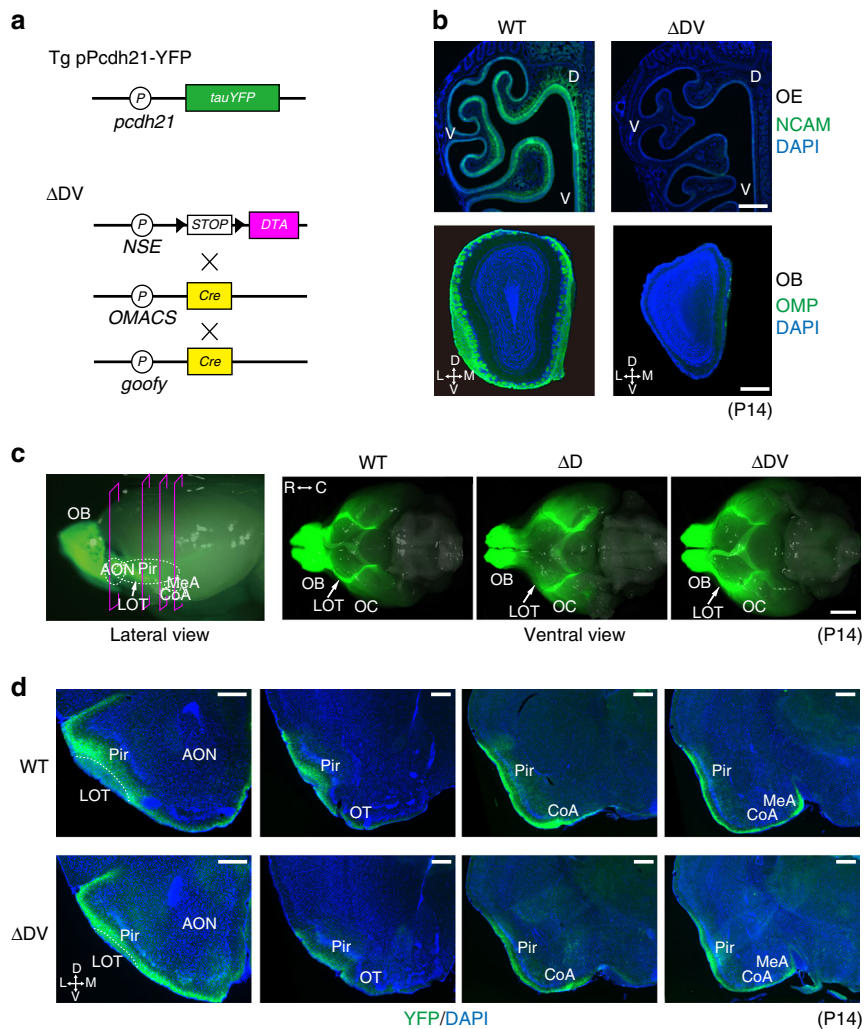 a
Tg pPcdh21-YFP
P
tauYFP
pcdh21
ΔDV
P
STOP
DTA
NSE
P
Cre
OMACS
P
Cre
goofy
b
WT
ΔDV
D
V
V
D
V
V
OE
NCAM
DAPI
D
L M
V
D
L M
V
OB
OMP
DAPI
(P14)
c
OB
AON
Pir
MeA
CoA
LOT
Lateral view
WT
ΔD
ΔDV
R↔C
OB
LOT
OC
OB
LOT
OC
OB
LOT
OC
Ventral view
(P14)
d
WT
Pir
AON
LOT
Pir
OT
Pir
CoA
Pir
MeA
CoA
ΔDV
Pir
AON
LOT
D
L M
V
Pir
OT
Pir
CoA
Pir
MeA
CoA
YFP/DAPI
(P14)